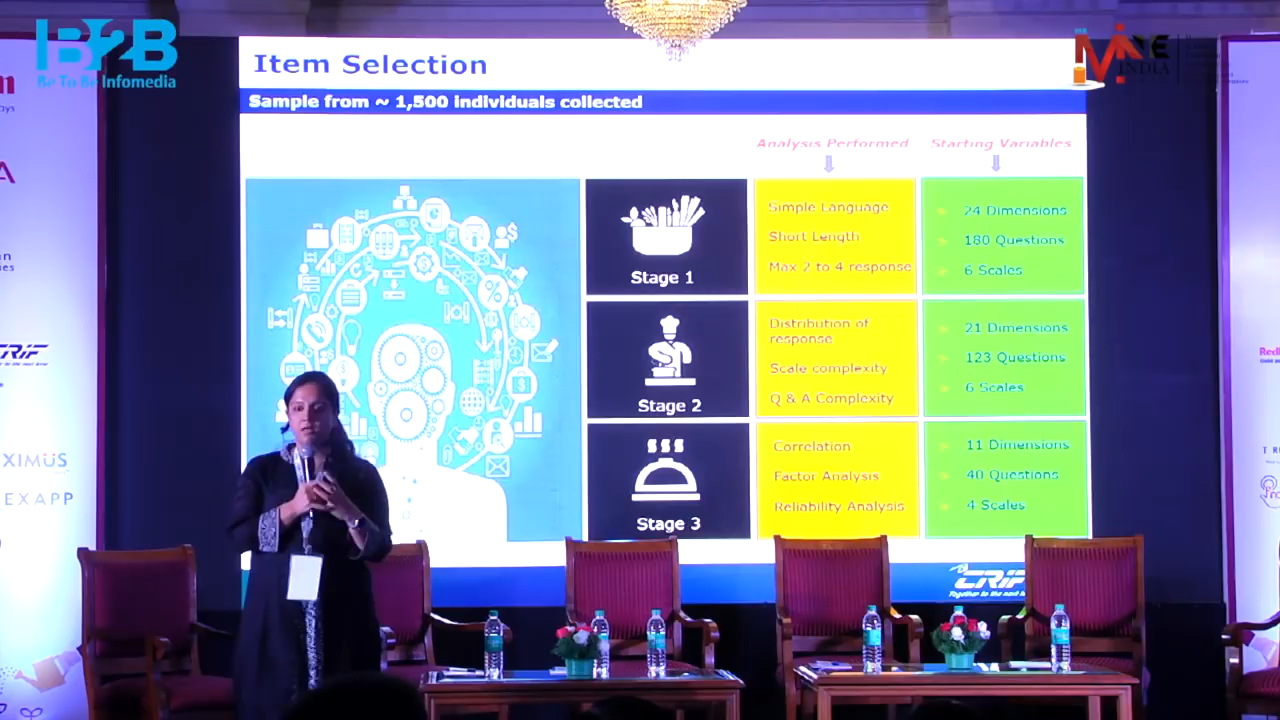 IB2B
Be To Be Infomedia
INDIA
Item Selection
Sample from ~ 1,500 individuals collected
Analysis Performed
Starting Variables
Stage 1
Simple Language
Short Length
Max 2 to 4 response
24 Dimensions
180 Questions
6 Scales
Stage 2
Distribution of
response
Scale complexity
Q & A Complexity
21 Dimensions
123 Questions
6 Scales
Stage 3
Correlation
Factor Analysis
Reliability Analysis
11 Dimensions
40 Questions
4 Scales
CRIF
Together to the next
CRIF
XIMUS
EXAPP